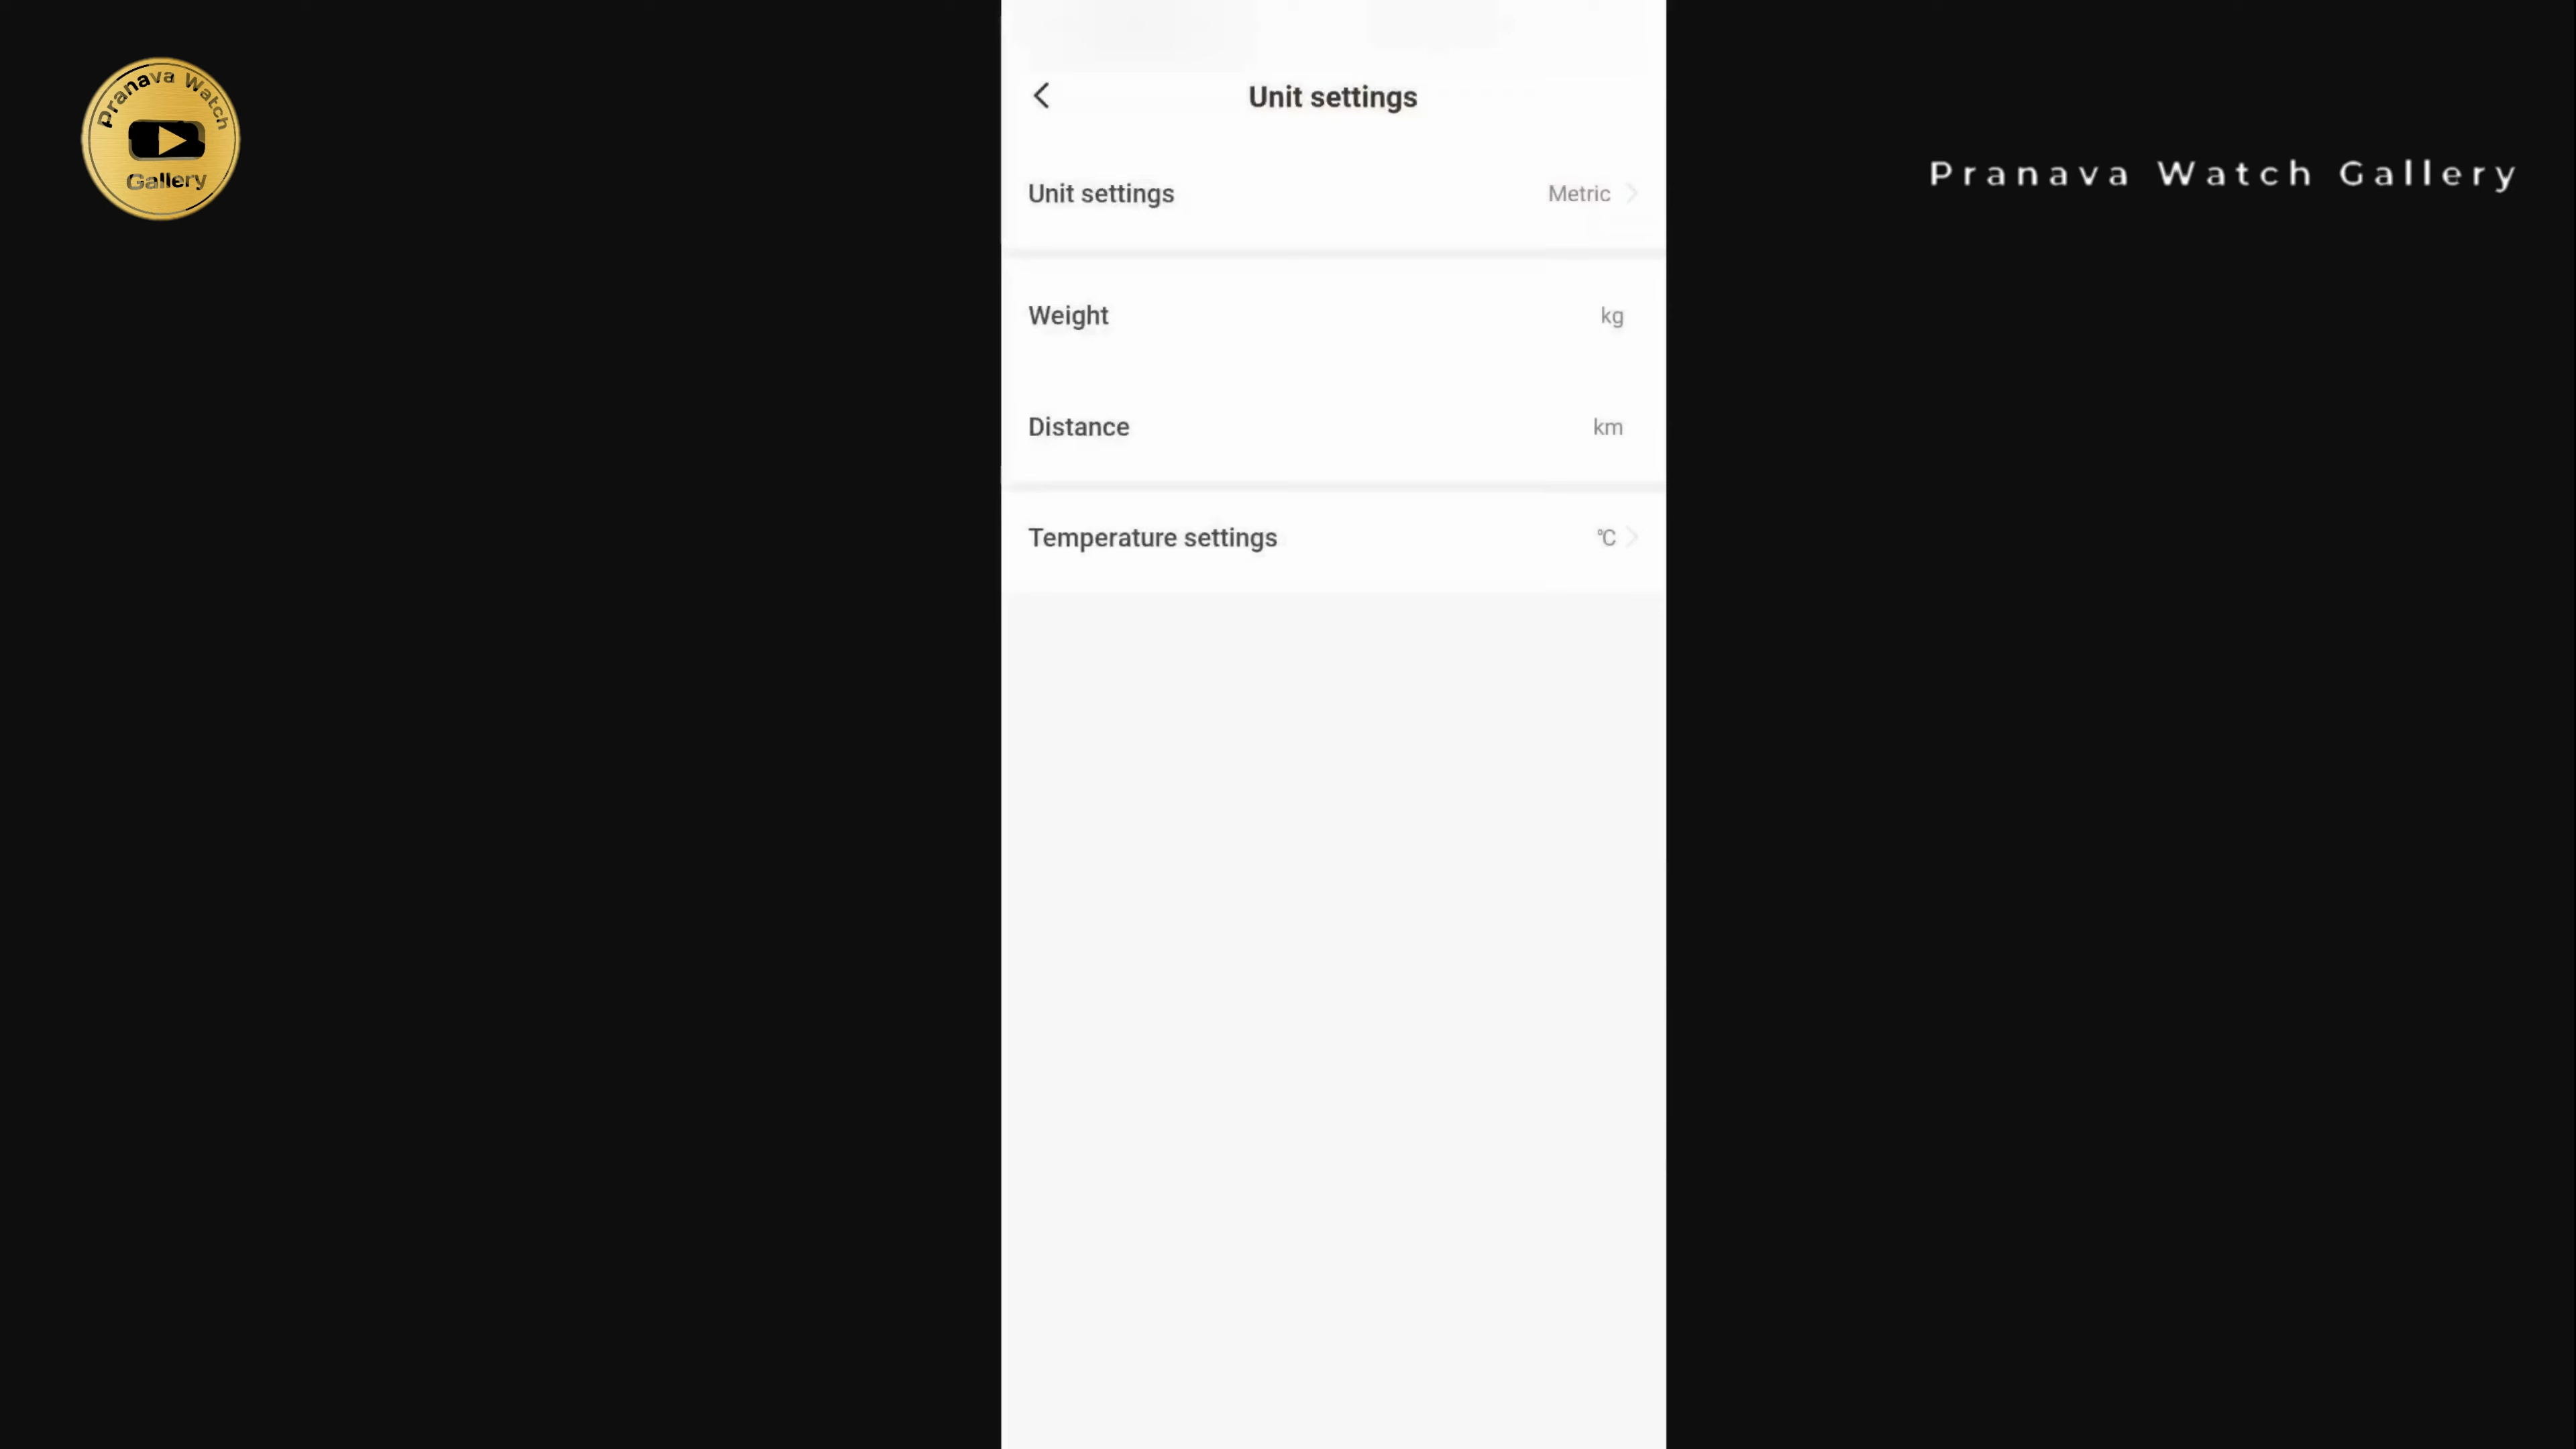 Pranava Watch
Gallery
Pranava Watch Gallery
Unit settings
Unit settings
Metric
Weight
kg
Distance
km
Temperature settings
℃